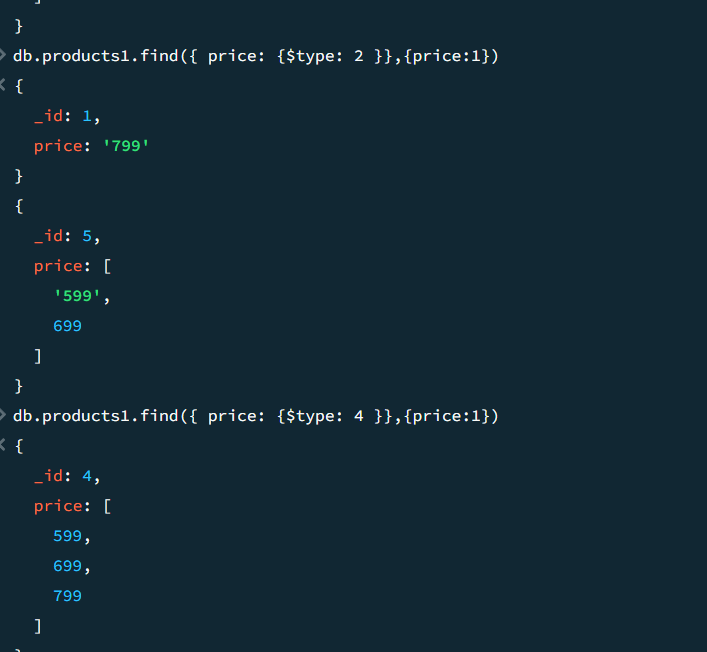 }
db.products1.find({ price: {$type: 2 }},{price:1})
{
_id: 1,
price: '799'
}
{
_id: 5,
price: [
'599',
699
]
}
db.products1.find({ price: {$type: 4 }},{price:1})
{
_id: 4,
price: [
599,
699,
799
]